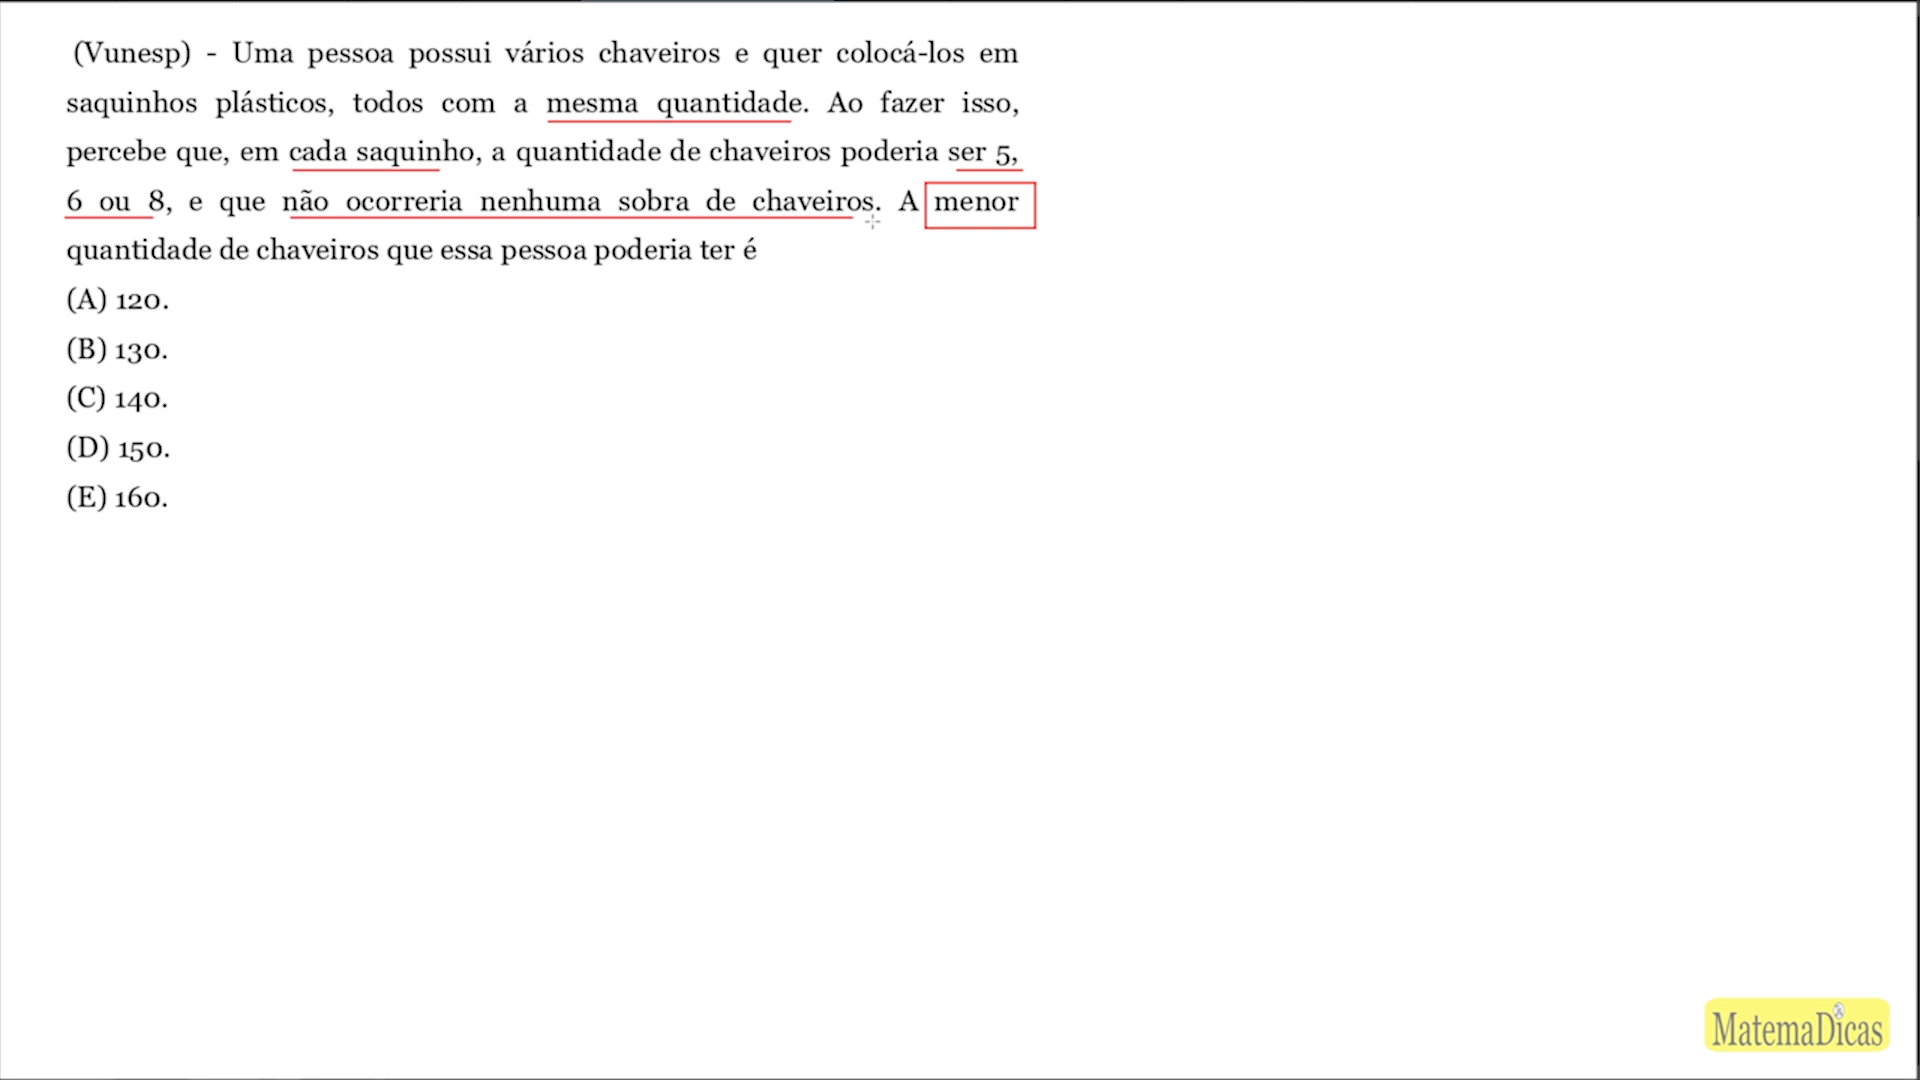 (Vunesp) - Uma pessoa possui vários chaveiros e quer colocá-los em
saquinhos plásticos, todos com a mesma quantidade. Ao fazer isso,
percebe que, em cada saquinho, a quantidade de chaveiros poderia ser 5,
6 ou 8, e que não ocorreria nenhuma sobra de chaveiros. A menor
quantidade de chaveiros que essa pessoa poderia ter é
(A) 120.
(B) 130.
(C) 140.
(D) 150.
(E) 160.
MatemaDicas